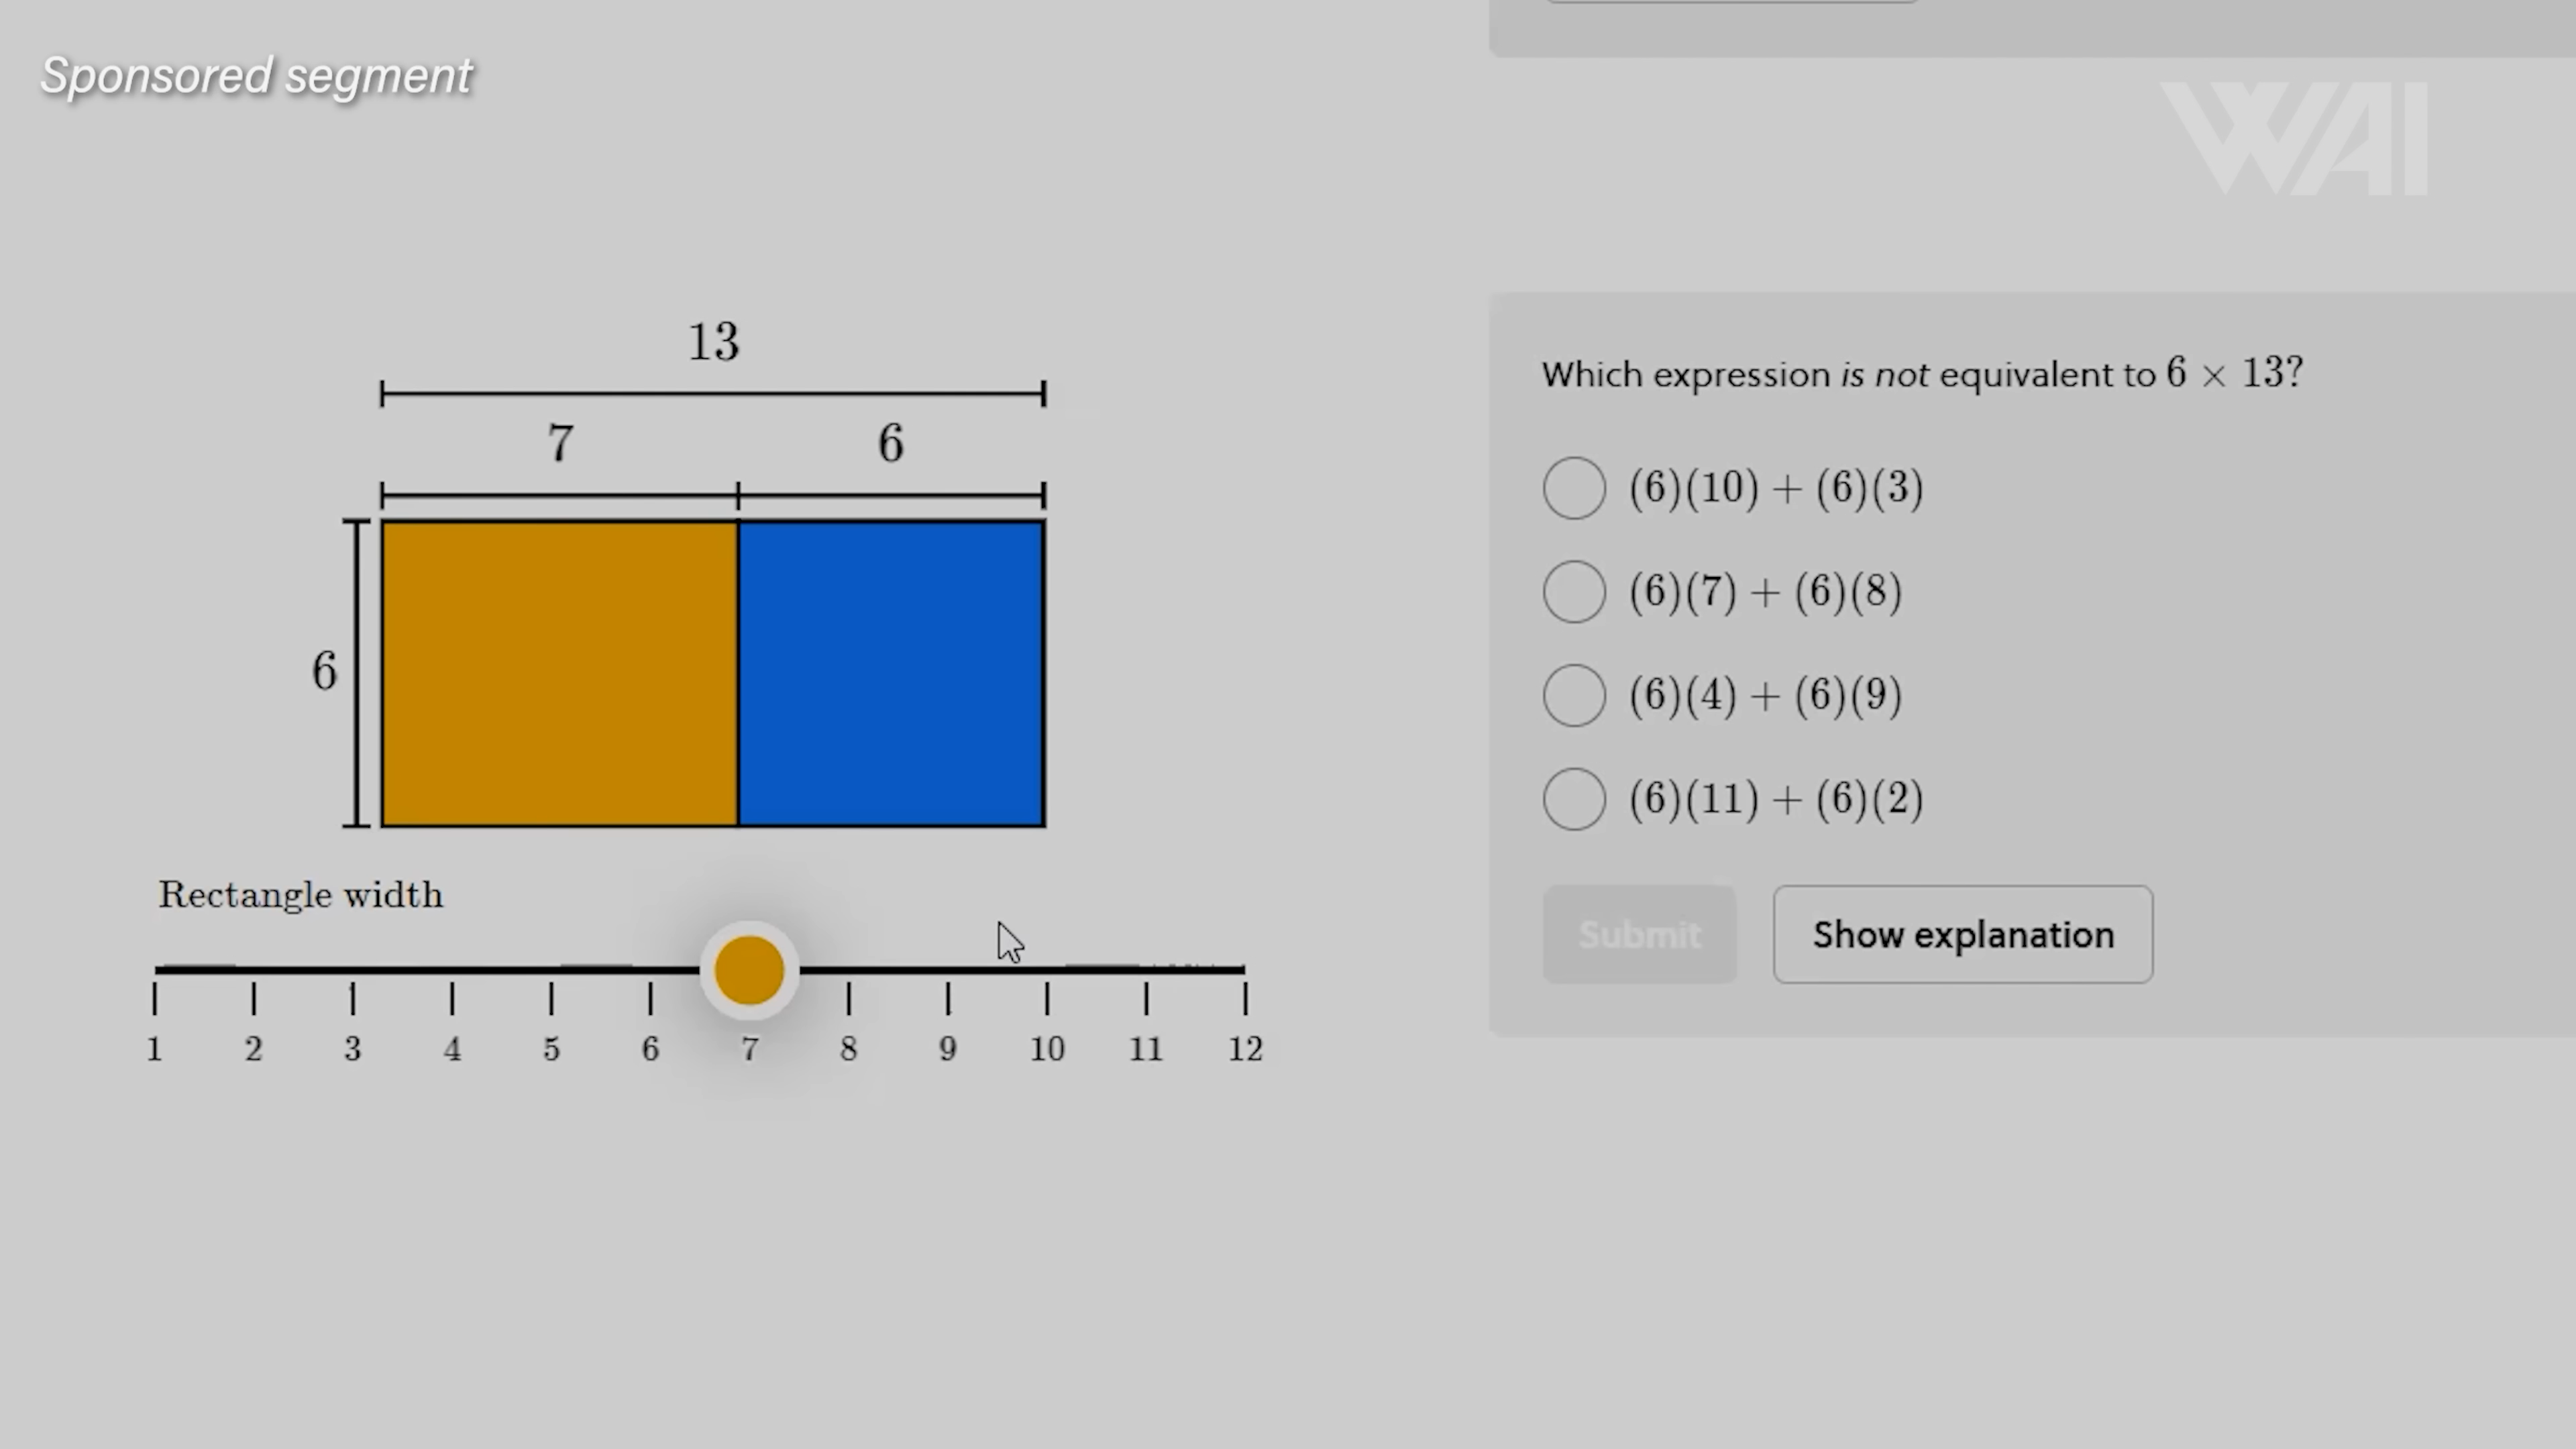 Sponsored segment
WAI
13
7 6
6
Rectangle width
1 2 3 4 5 6 7 8 9 10 11 12
Which expression is not equivalent to 6 × 13?
(6)(10) + (6)(3)
(6)(7) + (6)(8)
(6)(4) + (6)(9)
(6)(11) + (6)(2)
Submit Show explanation